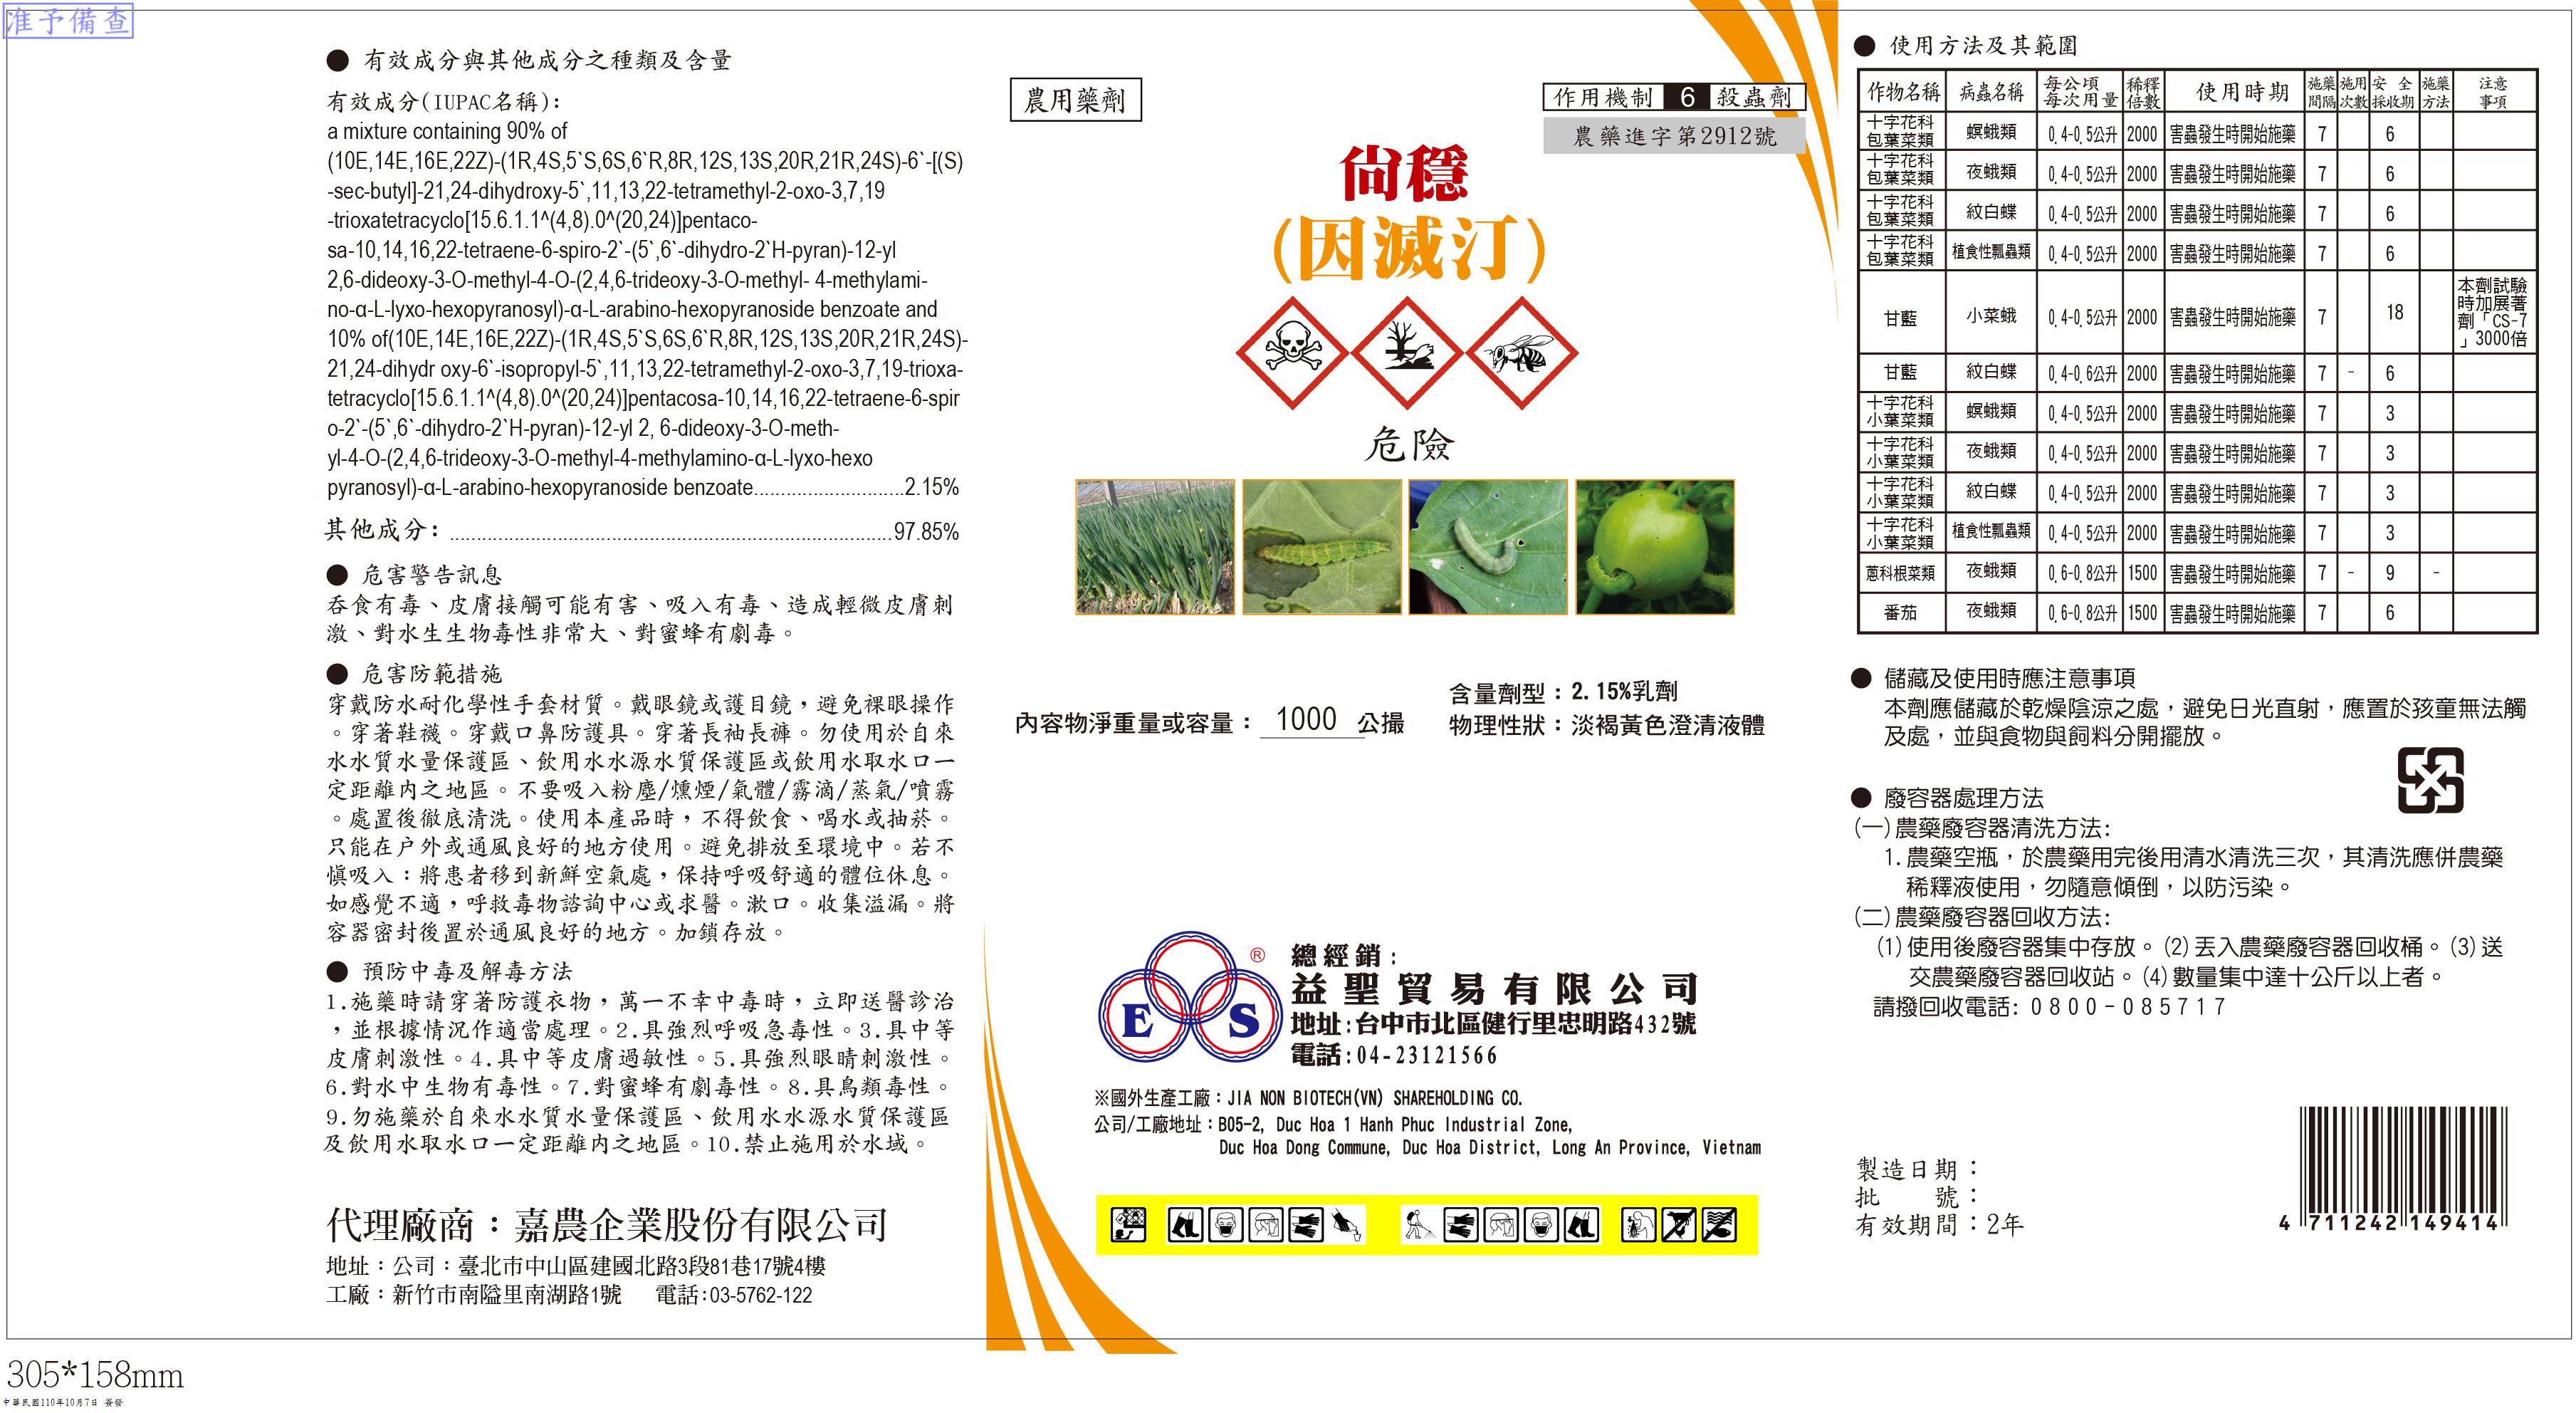 准予備查
● 有效成分與其他成分之種類及含量
有效成分(IUPAC名稱):
a mixture containing 90% of
(10E,14E,16E,22Z)-(1R,4S,5`S,6S,6`R,8R,12S,13S,20R,21R,24S)-6`-[(S)
-sec-butyl]-21,24-dihydroxy-5`,11,13,22-tetramethyl-2-oxo-3,7,19
-trioxatetracyclo[15.6.1.1^(4,8).0^(20,24)]pentaco-
sa-10,14,16,22-tetraene-6-spiro-2`-(5`,6`-dihydro-2`H-pyran)-12-yl
2,6-dideoxy-3-O-methyl-4-O-(2,4,6-trideoxy-3-O-methyl- 4-methylami-
no-α-L-lyxo-hexopyranosyl)-α-L-arabino-hexopyranoside benzoate and
10% of(10E,14E,16E,22Z)-(1R,4S,5`S,6S,6`R,8R,12S,13S,20R,21R,24S)-
21,24-dihydr oxy-6`-isopropyl-5`,11,13,22-tetramethyl-2-oxo-3,7,19-trioxa-
tetracyclo[15.6.1.1^(4,8).0^(20,24)]pentacosa-10,14,16,22-tetraene-6-spir
o-2`-(5`,6`-dihydro-2`H-pyran)-12-yl 2, 6-dideoxy-3-O-meth-
yl-4-O-(2,4,6-trideoxy-3-O-methyl-4-methylamino-α-L-lyxo-hexo
pyranosyl)-α-L-arabino-hexopyranoside benzoate............................2.15%
其他成分: ..................................................................................97.85%
● 危害警告訊息
吞食有毒、皮膚接觸可能有害、吸入有毒、造成輕微皮膚刺
激、對水生生物毒性非常大、對蜜蜂有劇毒。
● 危害防範措施
穿戴防水耐化學性手套材質。戴眼鏡或護目鏡,避免裸眼操作
。穿著鞋襪。穿戴口鼻防護具。穿著長袖長褲。勿使用於自來
水水質水量保護區、飲用水水源水質保護區或飲用水取水口一
定距離內之地區。不要吸入粉塵/燻煙/氣體/霧滴/蒸氣/噴霧
。處置後徹底清洗。使用本產品時,不得飲食、喝水或抽菸。
只能在戶外或通風良好的地方使用。避免排放至環境中。若不
慎吸入:將患者移到新鮮空氣處,保持呼吸舒適的體位休息。
如感覺不適,呼救毒物諮詢中心或求醫。漱口。收集溢漏。將
容器密封後置於通風良好的地方。加鎖存放。
● 預防中毒及解毒方法
1.施藥時請穿著防護衣物,萬一不幸中毒時,立即送醫診治
,並根據情況作適當處理。2.具強烈呼吸急毒性。3.具中等
皮膚刺激性。4.具中等皮膚過敏性。5.具強烈眼睛刺激性。
6.對水中生物有毒性。7.對蜜蜂有劇毒性。8.具鳥類毒性。
9.勿施藥於自來水水質水量保護區、飲用水水源水質保護區
及飲用水取水口一定距離內之地區。10.禁止施用於水域。
代理廠商:嘉農企業股份有限公司
地址:公司:臺北市中山區建國北路3段81巷17號4樓
工廠:新竹市南隘里南湖路1號 電話:03-5762-122
農用藥劑
作用機制 6 殺蟲劑
農藥進字第2912號
尙穩
(因滅汀)
危險
內容物淨重量或容量: 1000 公撮
含量劑型:2.15%乳劑
物理性狀:淡褐黃色澄清液體
E S ®
總經銷:
益聖貿易有限公司
地址:台中市北區健行里忠明路432號
電話:04-23121566
※國外生產工廠:JIA NON BIOTECH(VN) SHAREHOLDING CO.
公司/工廠地址:B05-2, Duc Hoa 1 Hanh Phuc Industrial Zone,
Duc Hoa Dong Commune, Duc Hoa District, Long An Province, Vietnam
● 使用方法及其範圍
作物名稱 病蟲名稱 每公頃每次用量 稀釋倍數 使用時期 施藥間隔 施用次數 安全採收期 施藥方法 注意事項
十字花科包葉菜類 螟蛾類 0.4-0.5公升 2000 害蟲發生時開始施藥 7 6
十字花科包葉菜類 夜蛾類 0.4-0.5公升 2000 害蟲發生時開始施藥 7 6
十字花科包葉菜類 紋白蝶 0.4-0.5公升 2000 害蟲發生時開始施藥 7 6
十字花科包葉菜類 植食性瓢蟲類 0.4-0.5公升 2000 害蟲發生時開始施藥 7 6
甘藍 小菜蛾 0.4-0.5公升 2000 害蟲發生時開始施藥 7 18 本劑試驗時加展著劑「CS-7」3000倍
甘藍 紋白蝶 0.4-0.6公升 2000 害蟲發生時開始施藥 7 - 6
十字花科小葉菜類 螟蛾類 0.4-0.5公升 2000 害蟲發生時開始施藥 7 3
十字花科小葉菜類 夜蛾類 0.4-0.5公升 2000 害蟲發生時開始施藥 7 3
十字花科小葉菜類 紋白蝶 0.4-0.5公升 2000 害蟲發生時開始施藥 7 3
十字花科小葉菜類 植食性瓢蟲類 0.4-0.5公升 2000 害蟲發生時開始施藥 7 3
蔥科根菜類 夜蛾類 0.6-0.8公升 1500 害蟲發生時開始施藥 7 - 9 -
番茄 夜蛾類 0.6-0.8公升 1500 害蟲發生時開始施藥 7 6
● 儲藏及使用時應注意事項
本劑應儲藏於乾燥陰涼之處,避免日光直射,應置於孩童無法觸
及處,並與食物與飼料分開擺放。
● 廢容器處理方法
(一)農藥廢容器清洗方法:
1.農藥空瓶,於農藥用完後用清水清洗三次,其清洗應併農藥
稀釋液使用,勿隨意傾倒,以防污染。
(二)農藥廢容器回收方法:
(1)使用後廢容器集中存放。(2)丟入農藥廢容器回收桶。(3)送
交農藥廢容器回收站。(4)數量集中達十公斤以上者。
請撥回收電話: 0800-085717
製造日期:
批 號:
有效期間:2年
4 711242 149414
305*158mm
中華民國110年10月7日 簽發